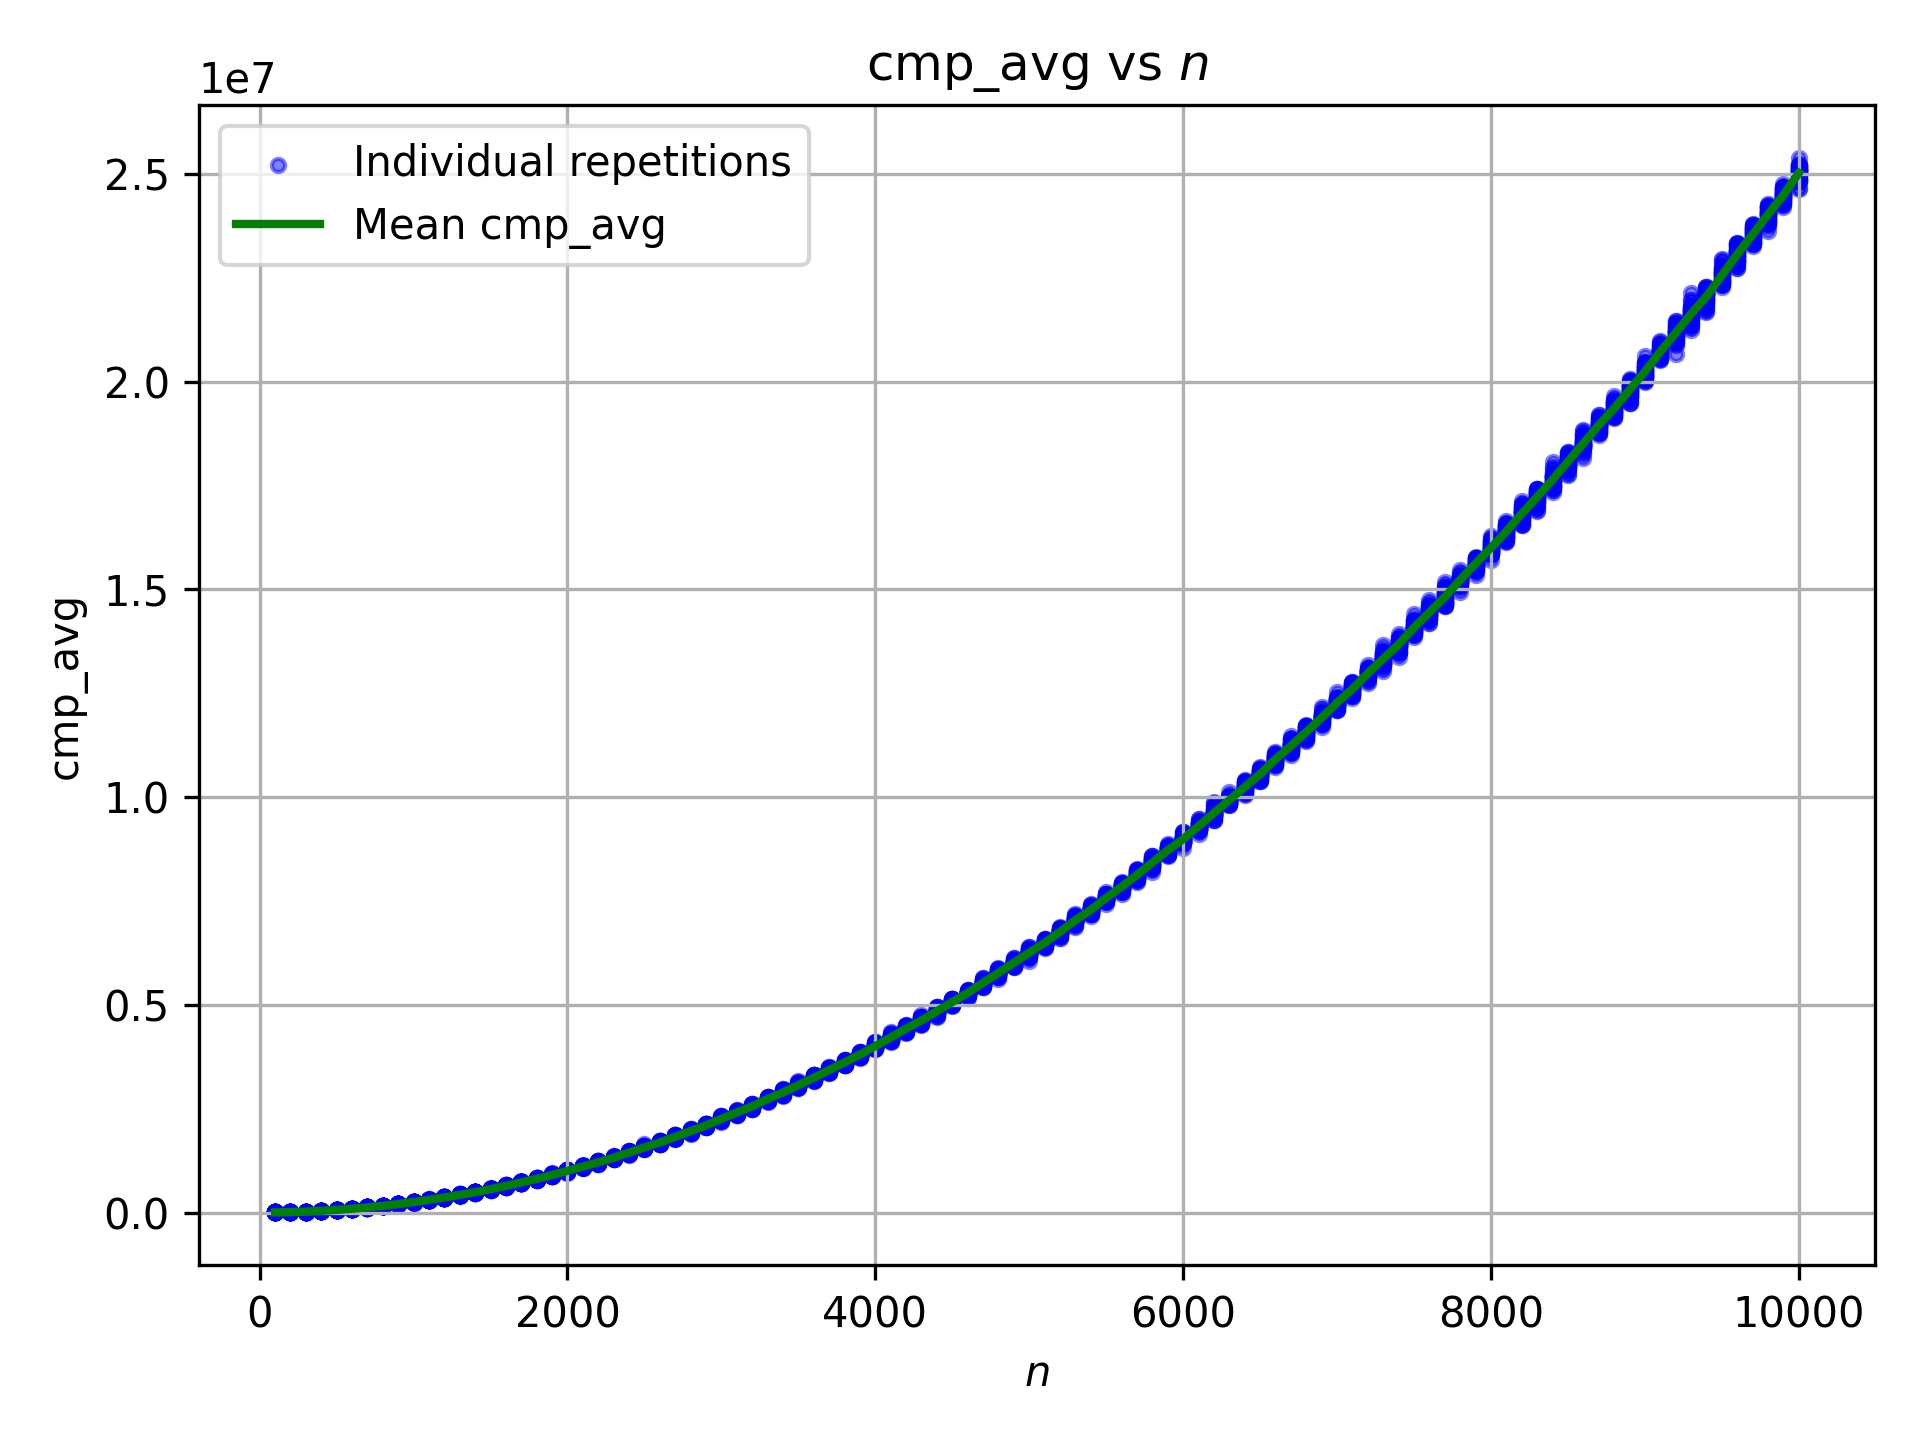 cmp_avg vs n
1e7
Individual repetitions
Mean cmp_avg
2.5
2.0
1.5
1.0
0.5
0.0
cmp_avg
0 2000 4000 6000 8000 10000
n